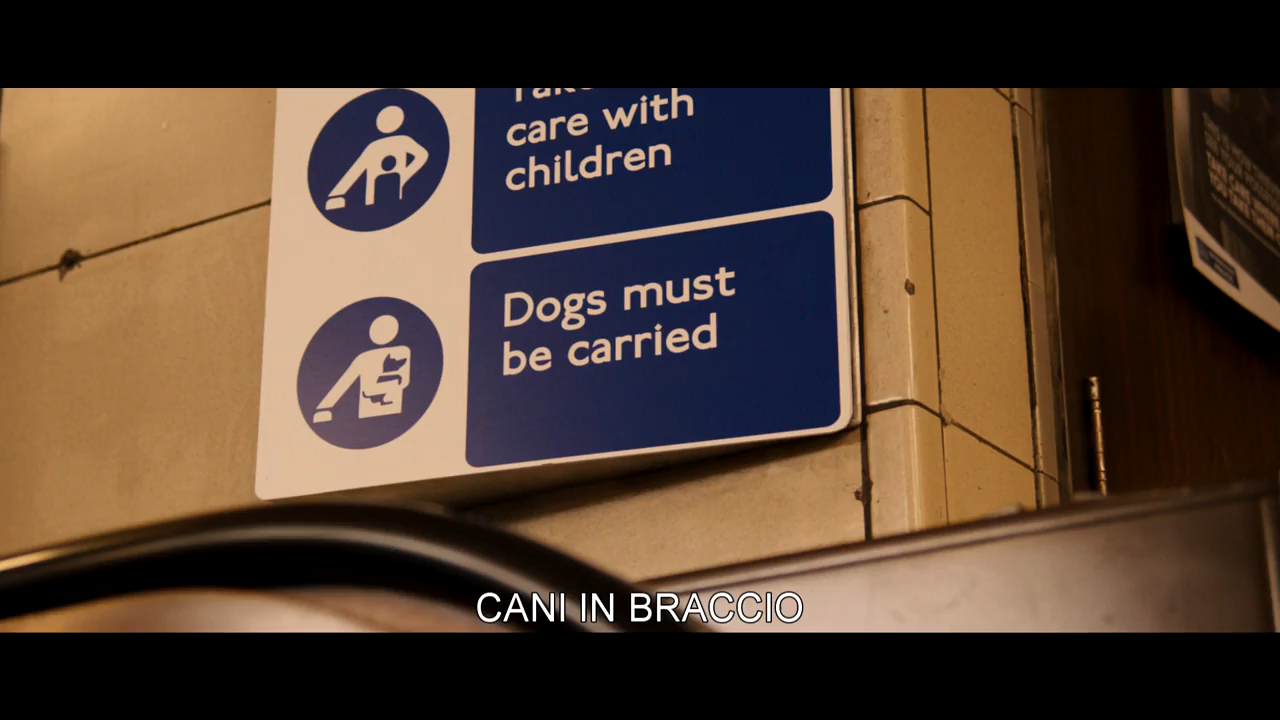 care with
children
Dogs must
be carried
CANI IN BRACCIO